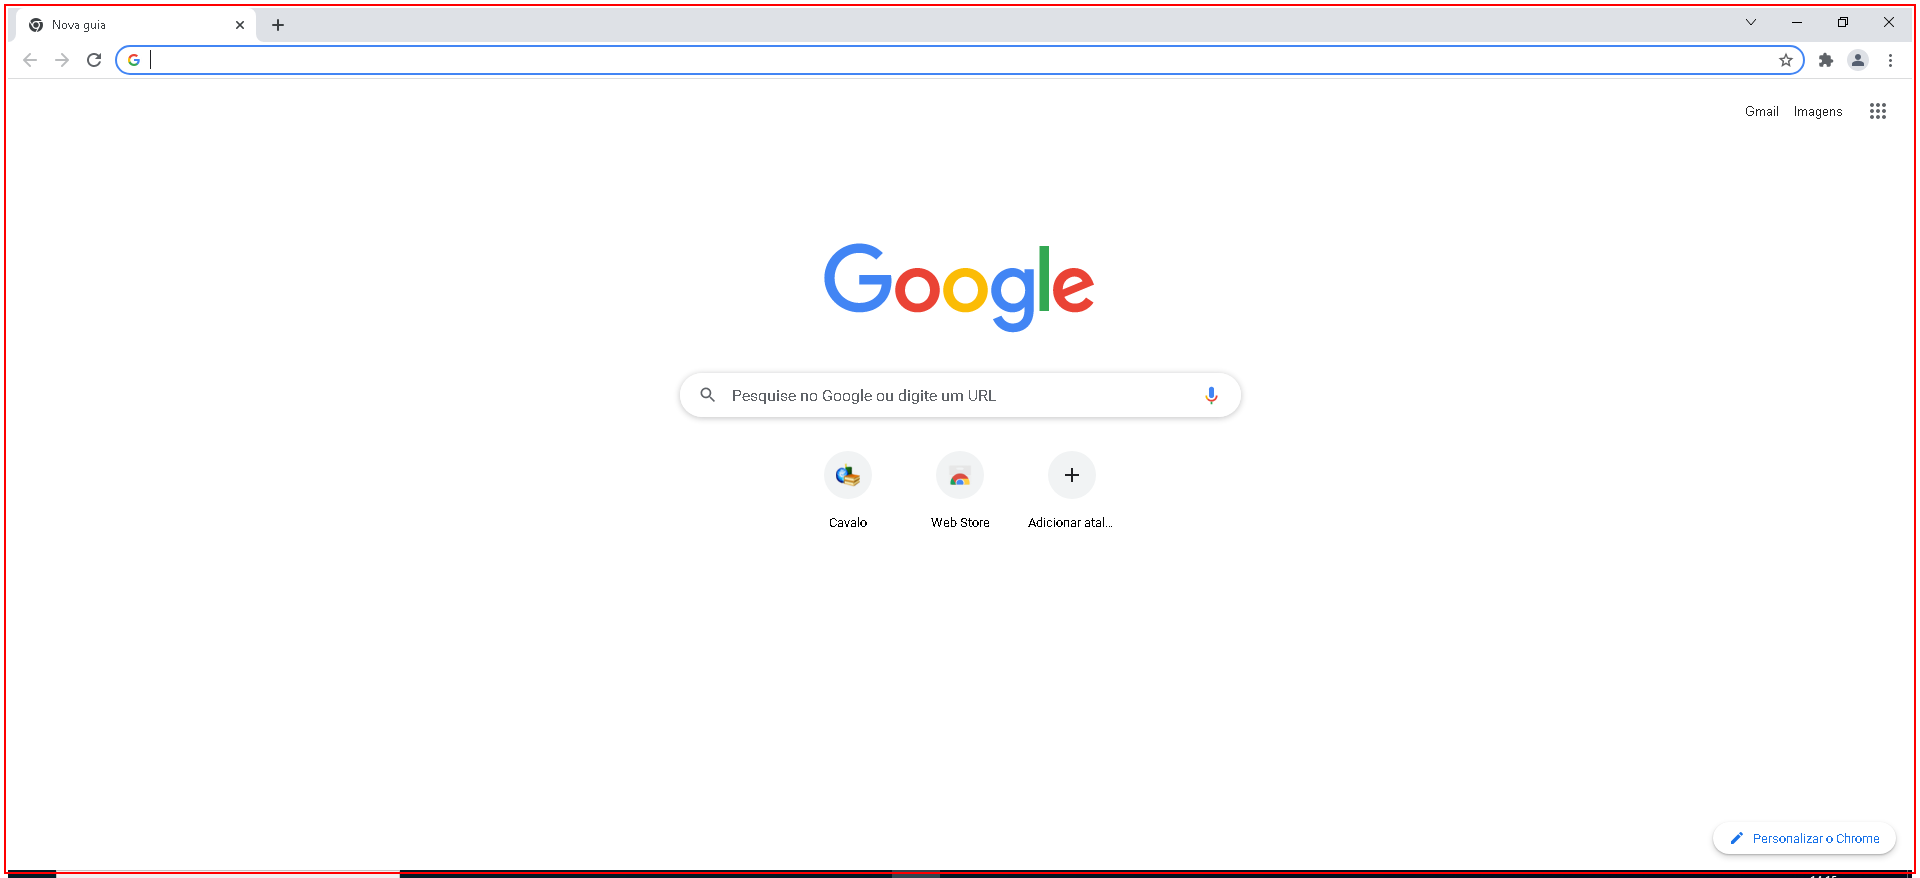 Nova guia
Gmail Imagens
Google
Pesquise no Google ou digite um URL
Cavalo Web Store Adicionar atal...
Personalizar o Chrome